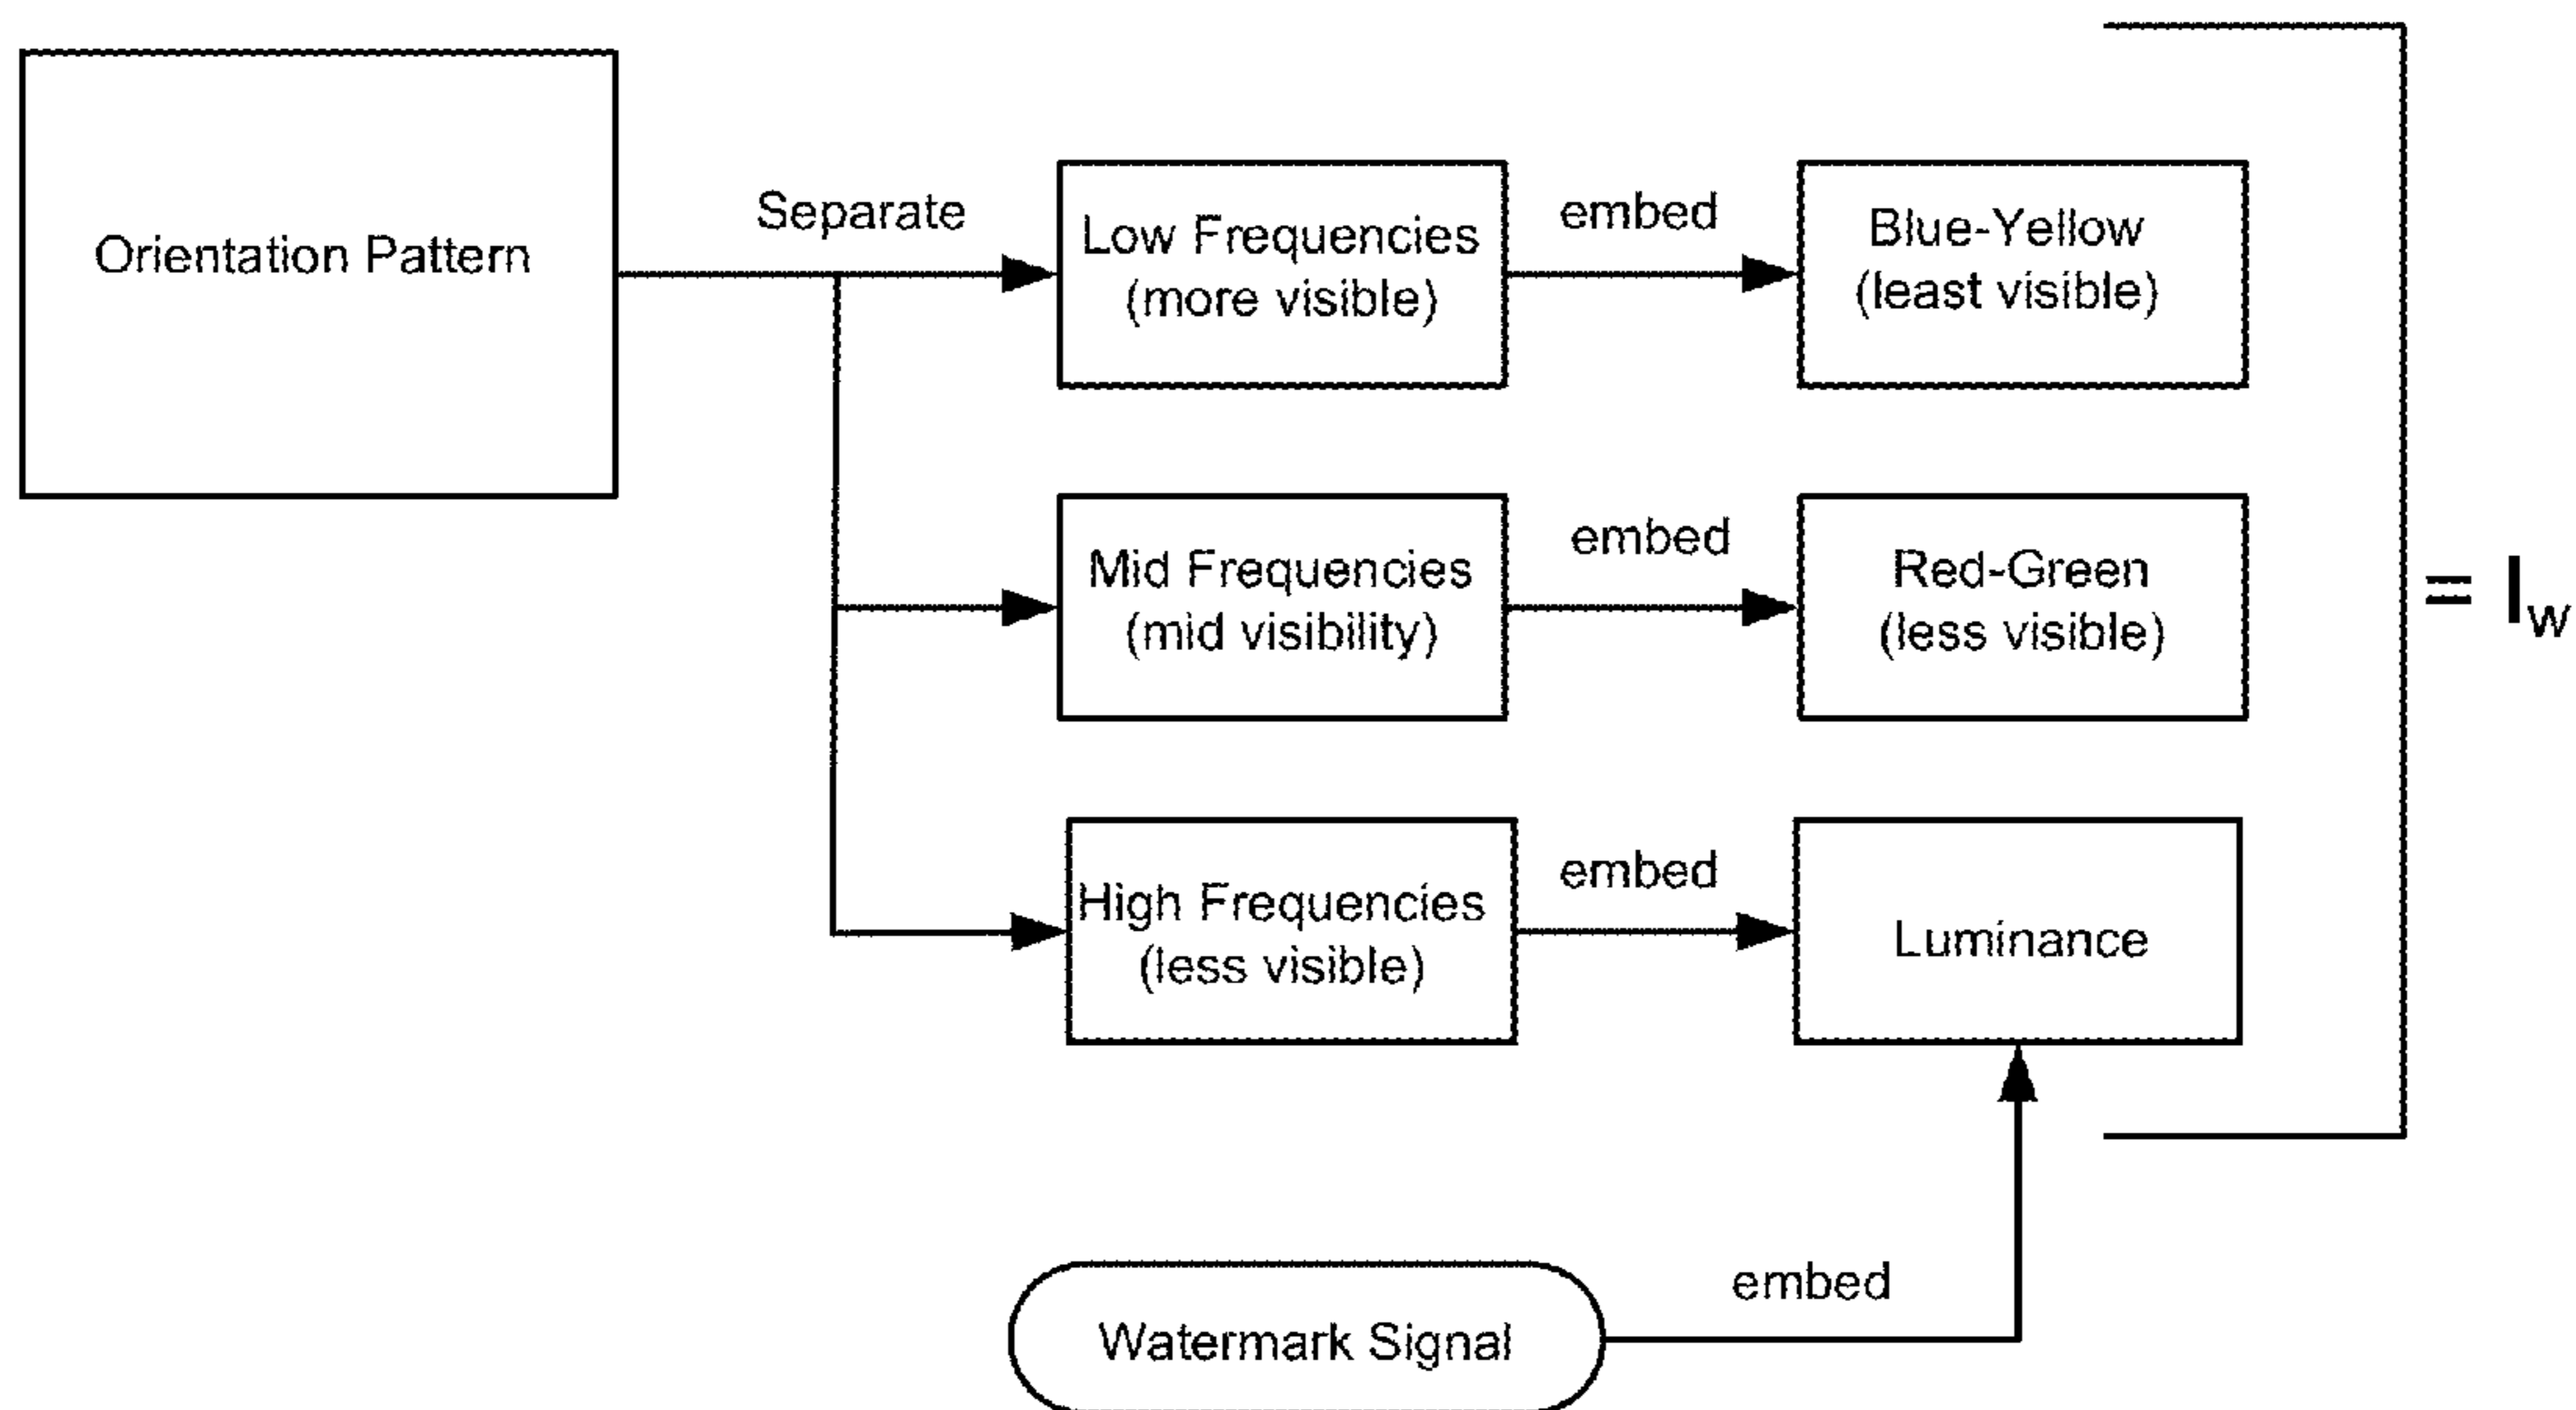 Orientation Pattern
Separate
Low Frequencies
(more visible)
embed
Blue-Yellow
(least visible)
Mid Frequencies
(mid visibility)
embed
Red-Green
(less visible)
= Iw
High Frequencies
(less visible)
embed
Luminance
Watermark Signal
embed